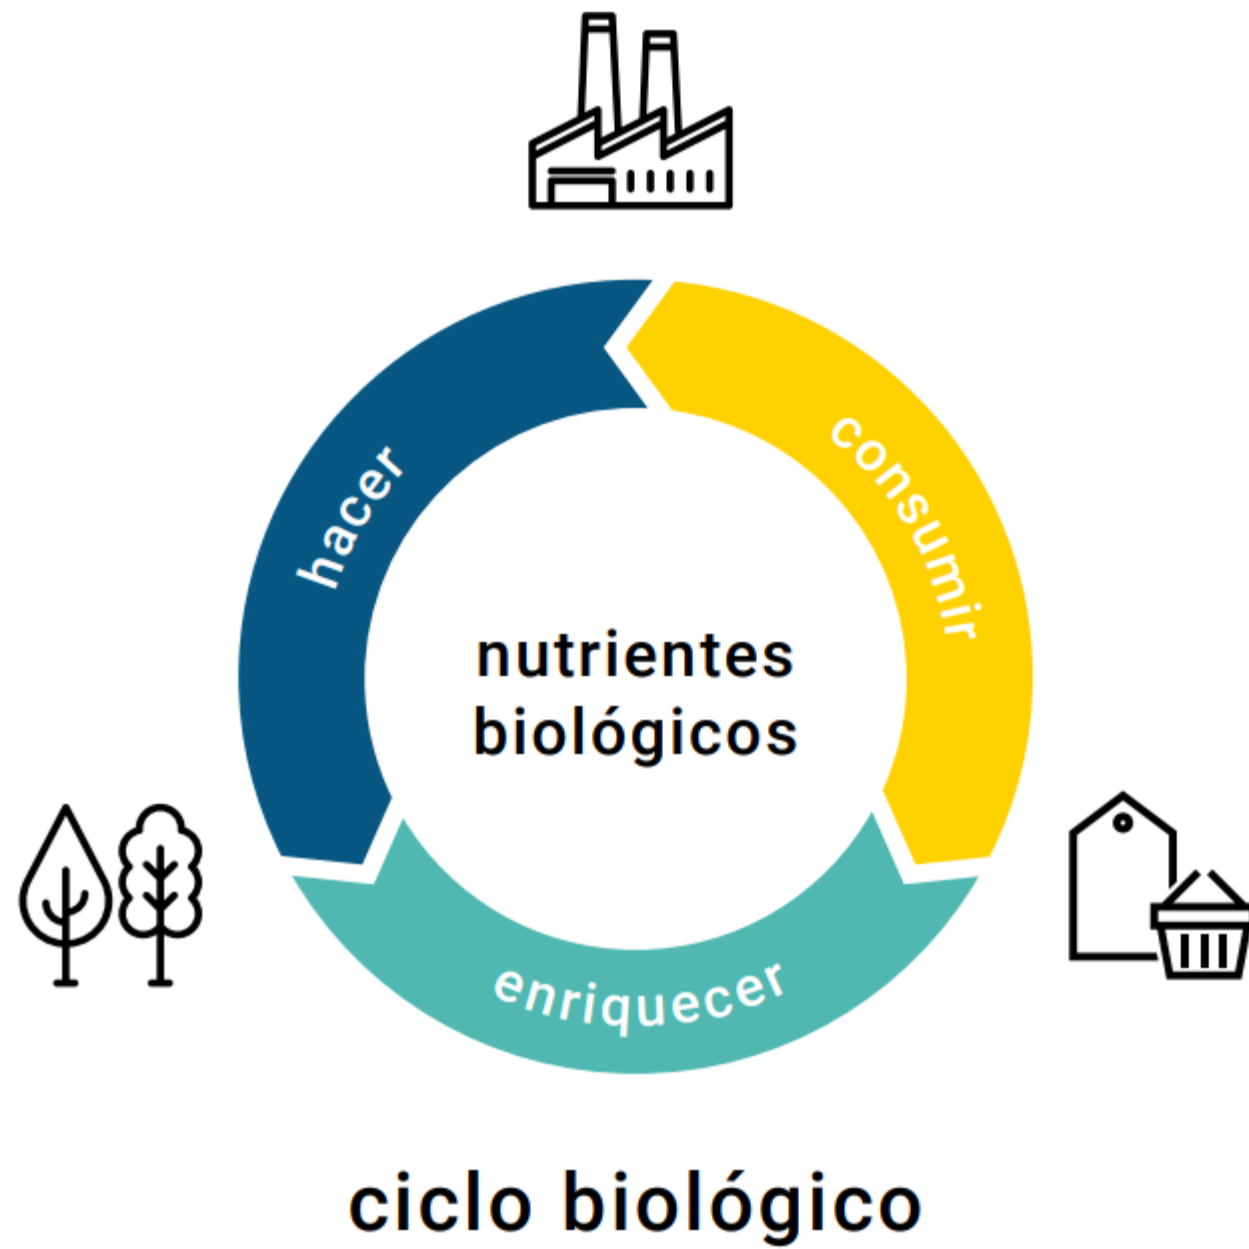 hacer
consumir
nutrientes
biológicos
enriquecer
ciclo biológico